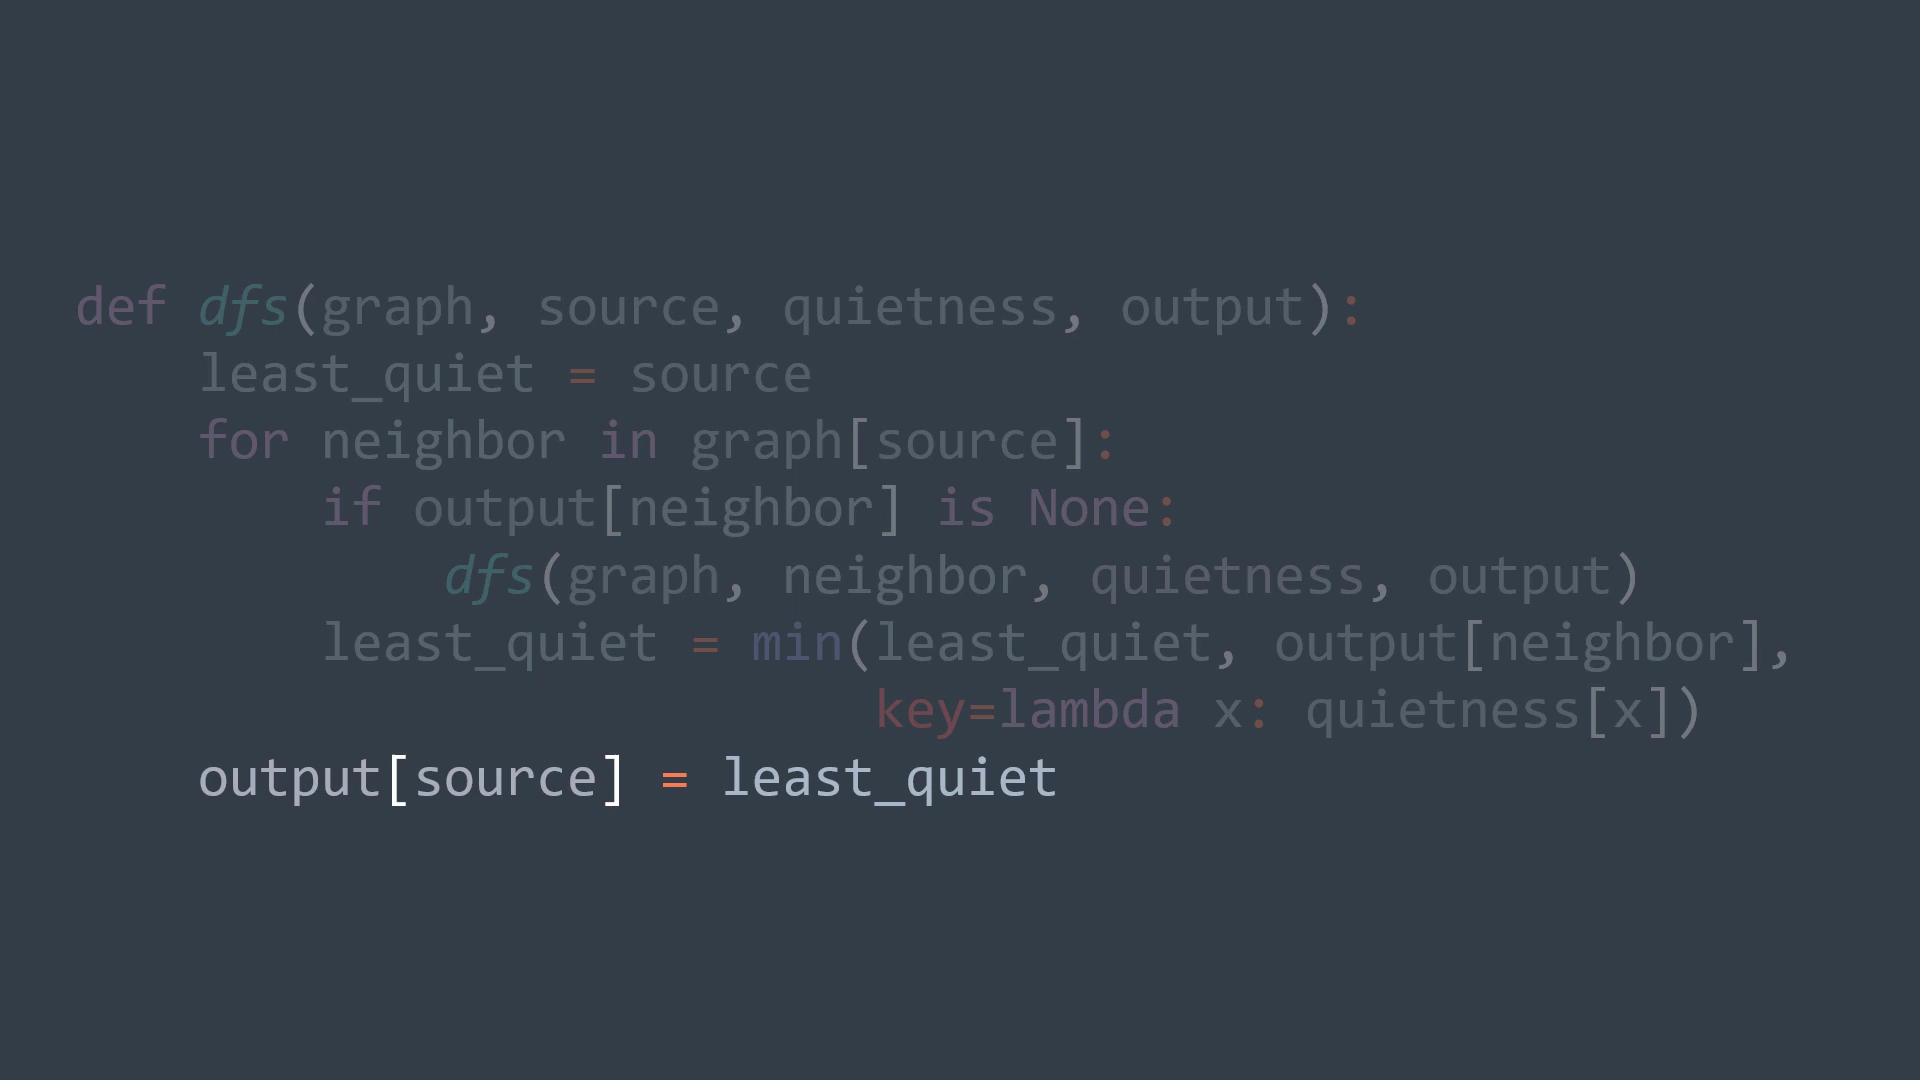 def dfs(graph, source, quietness, output):
    least_quiet = source
    for neighbor in graph[source]:
        if output[neighbor] is None:
            dfs(graph, neighbor, quietness, output)
        least_quiet = min(least_quiet, output[neighbor],
                          key=lambda x: quietness[x])
    output[source] = least_quiet